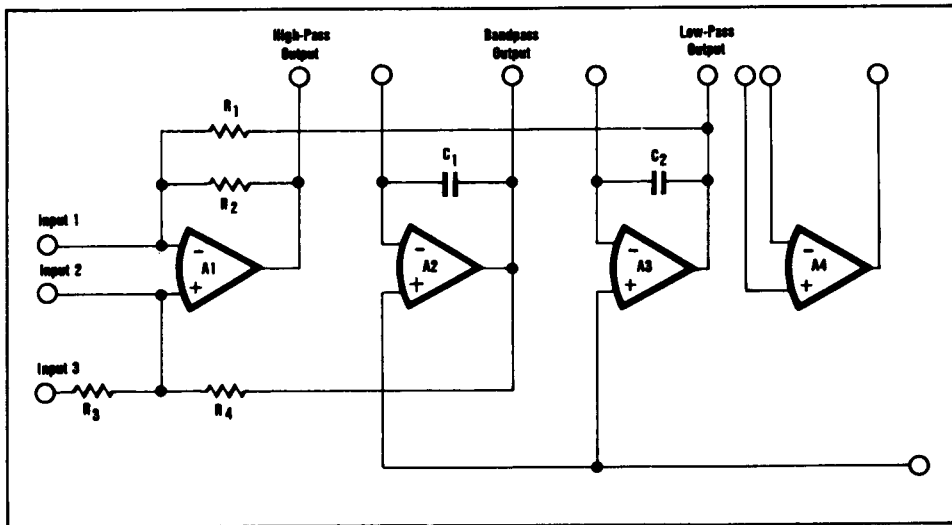 High-Pass
Output
Bandpass
Output
Low-Pass
Output
R1
C1
C2
R2
Input 1
−
A1
+
Input 2
−
A2
+
−
A3
+
−
A4
+
Input 3
R3
R4